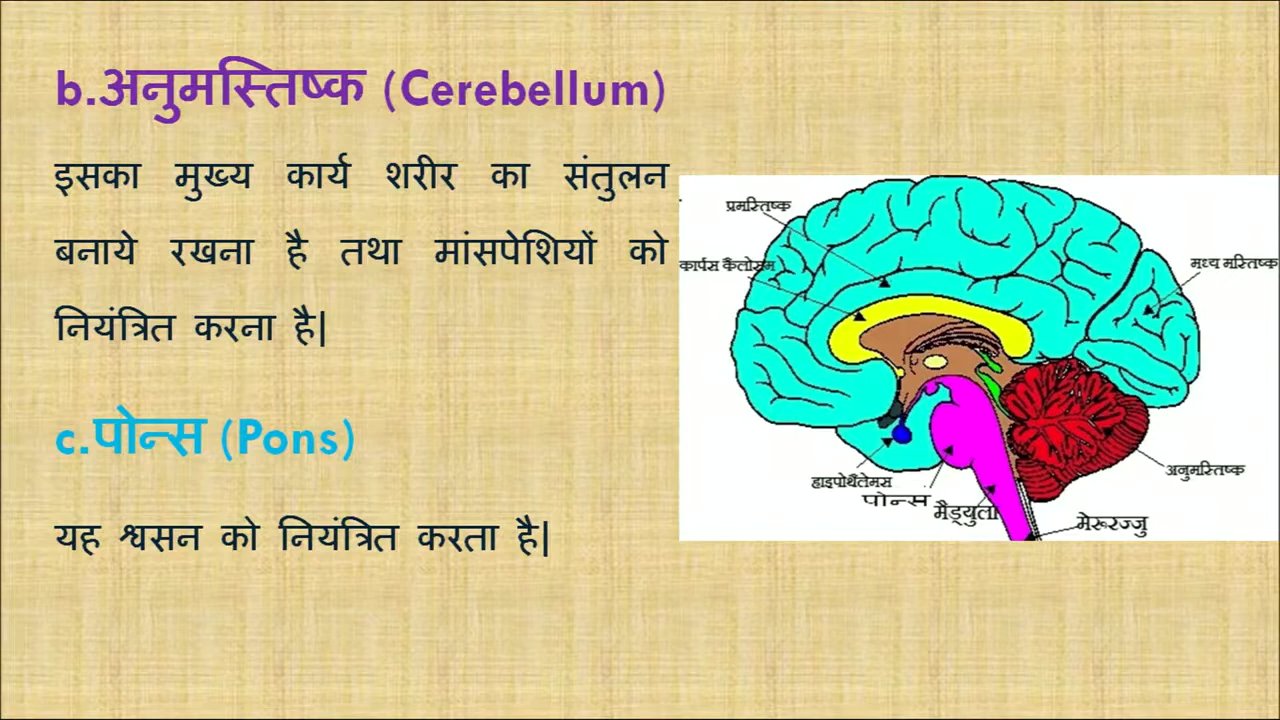 b.अनुमस्तिष्क (Cerebellum)
इसका मुख्य कार्य शरीर का संतुलन
बनाये रखना है तथा मांसपेशियों को
नियंत्रित करना है|
c.पोन्स (Pons)
यह श्वसन को नियंत्रित करता है|
प्रमस्तिष्क
कार्पस कैलोसम
मध्य मस्तिष्क
अनुमस्तिष्क
हाइपोथैलेमस
पोन्स
मैड्युला
मेरूरज्जु